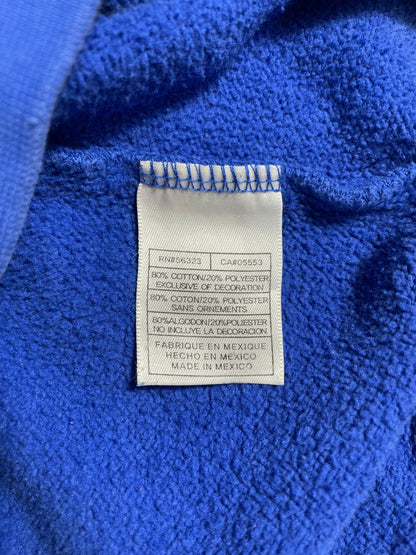 RN#56323 CA#05553
80% COTTON/20% POLYESTER
EXCLUSIVE OF DECORATION
80% COTON/20% POLYESTER
SANS ORNEMENTS
80%ALGODON/20%POLIESTER
NO INCLUYE LA DECORACION
FABRIQUE EN MEXIQUE
HECHO EN MEXICO
MADE IN MEXICO